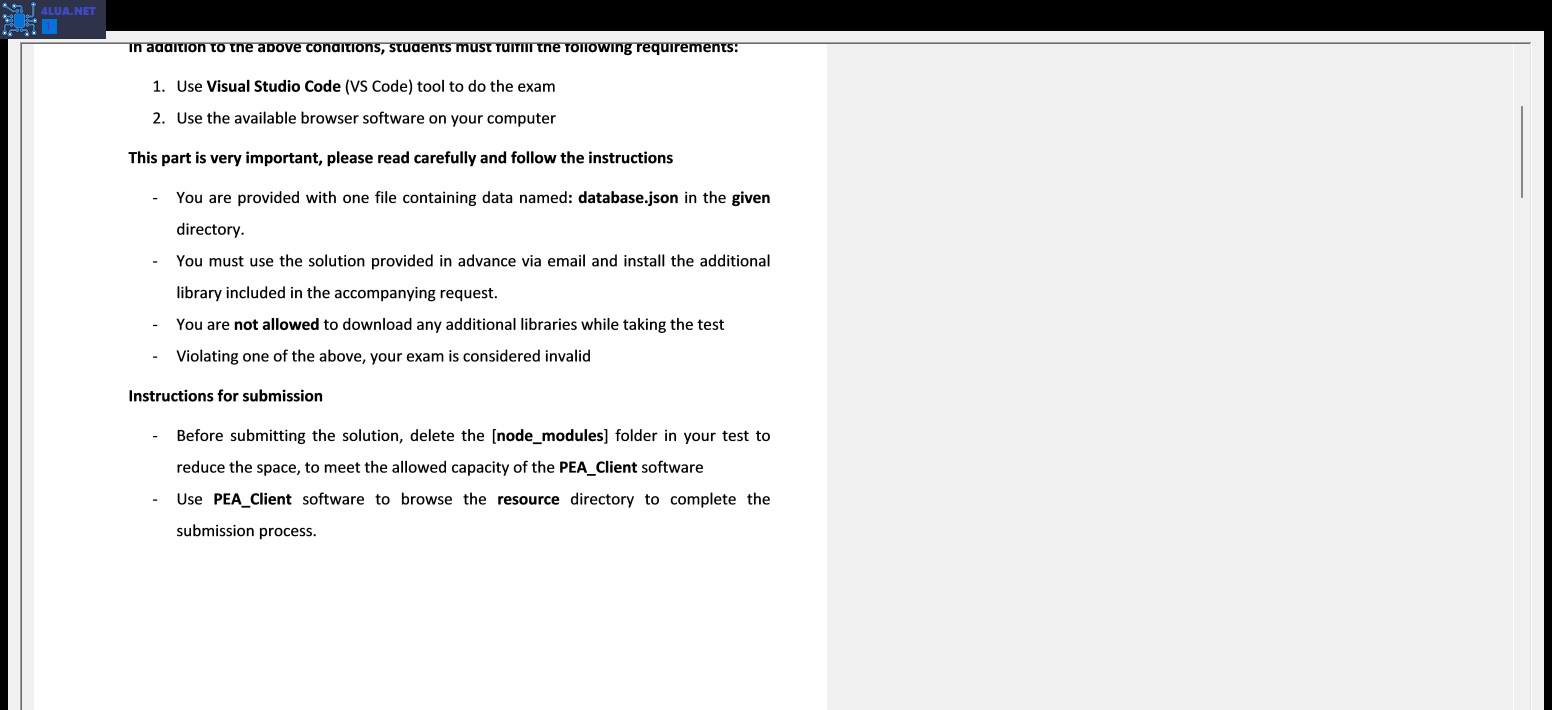 4LUA.NET
In addition to the above conditions, students must fulfill the following requirements:
1. Use Visual Studio Code (VS Code) tool to do the exam
2. Use the available browser software on your computer
This part is very important, please read carefully and follow the instructions
- You are provided with one file containing data named: database.json in the given
directory.
- You must use the solution provided in advance via email and install the additional
library included in the accompanying request.
- You are not allowed to download any additional libraries while taking the test
- Violating one of the above, your exam is considered invalid
Instructions for submission
- Before submitting the solution, delete the [node_modules] folder in your test to
reduce the space, to meet the allowed capacity of the PEA_Client software
- Use PEA_Client software to browse the resource directory to complete the
submission process.